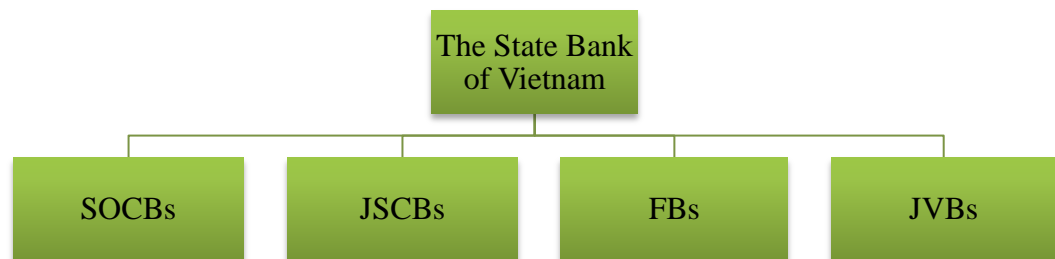 The State Bank
of Vietnam
SOCBs
JSCBs
FBs
JVBs